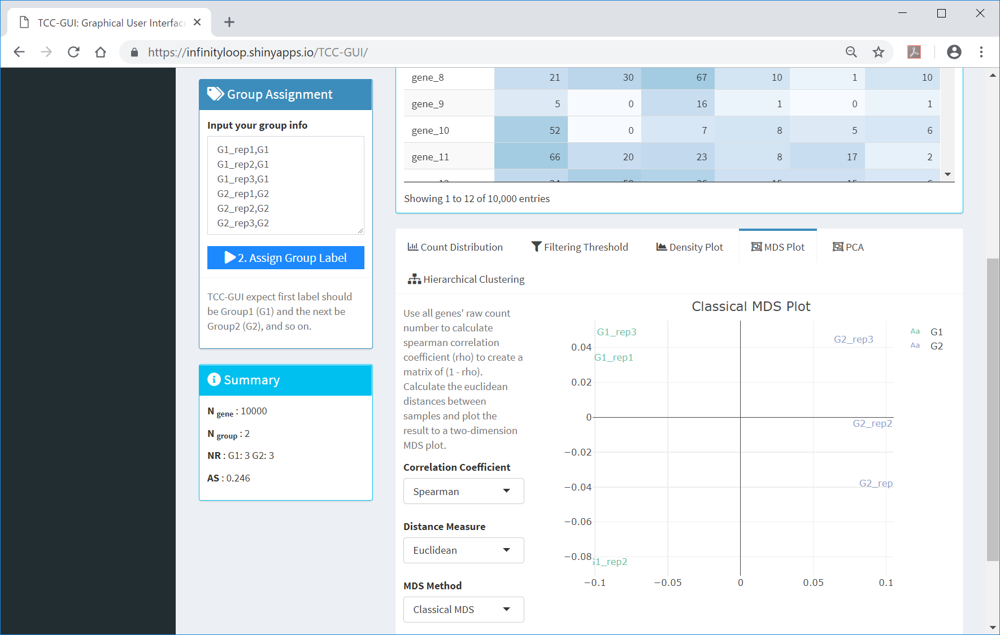 TCC-GUI: Graphical User Interface
https://infinityloop.shinyapps.io/TCC-GUI/
Group Assignment
Input your group info
G1_rep1,G1
G1_rep2,G1
G1_rep3,G1
G2_rep1,G2
G2_rep2,G2
G2_rep3,G2
2. Assign Group Label
TCC-GUI expect first label should
be Group1 (G1) and the next be
Group2 (G2), and so on.
Summary
N gene : 10000
N group : 2
NR : G1: 3 G2: 3
AS : 0.246
gene_8 21 30 67 10 1 10
gene_9 5 0 16 1 0 1
gene_10 52 0 7 8 5 6
gene_11 66 20 23 8 17 2
Showing 1 to 12 of 10,000 entries
Count Distribution Filtering Threshold Density Plot MDS Plot PCA
Hierarchical Clustering
Use all genes' raw count
number to calculate
spearman correlation
coefficient (rho) to create a
matrix of (1 - rho).
Calculate the euclidean
distances between
samples and plot the
result to a two-dimension
MDS plot.
Correlation Coefficient
Spearman
Distance Measure
Euclidean
MDS Method
Classical MDS
Classical MDS Plot
G1_rep3
G2_rep3
G1_rep1
G2_rep2
G2_rep
G1_rep2
0.04
0.02
0
−0.02
−0.04
−0.06
−0.08
−0.1 −0.05 0 0.05 0.1
Aa G1
Aa G2